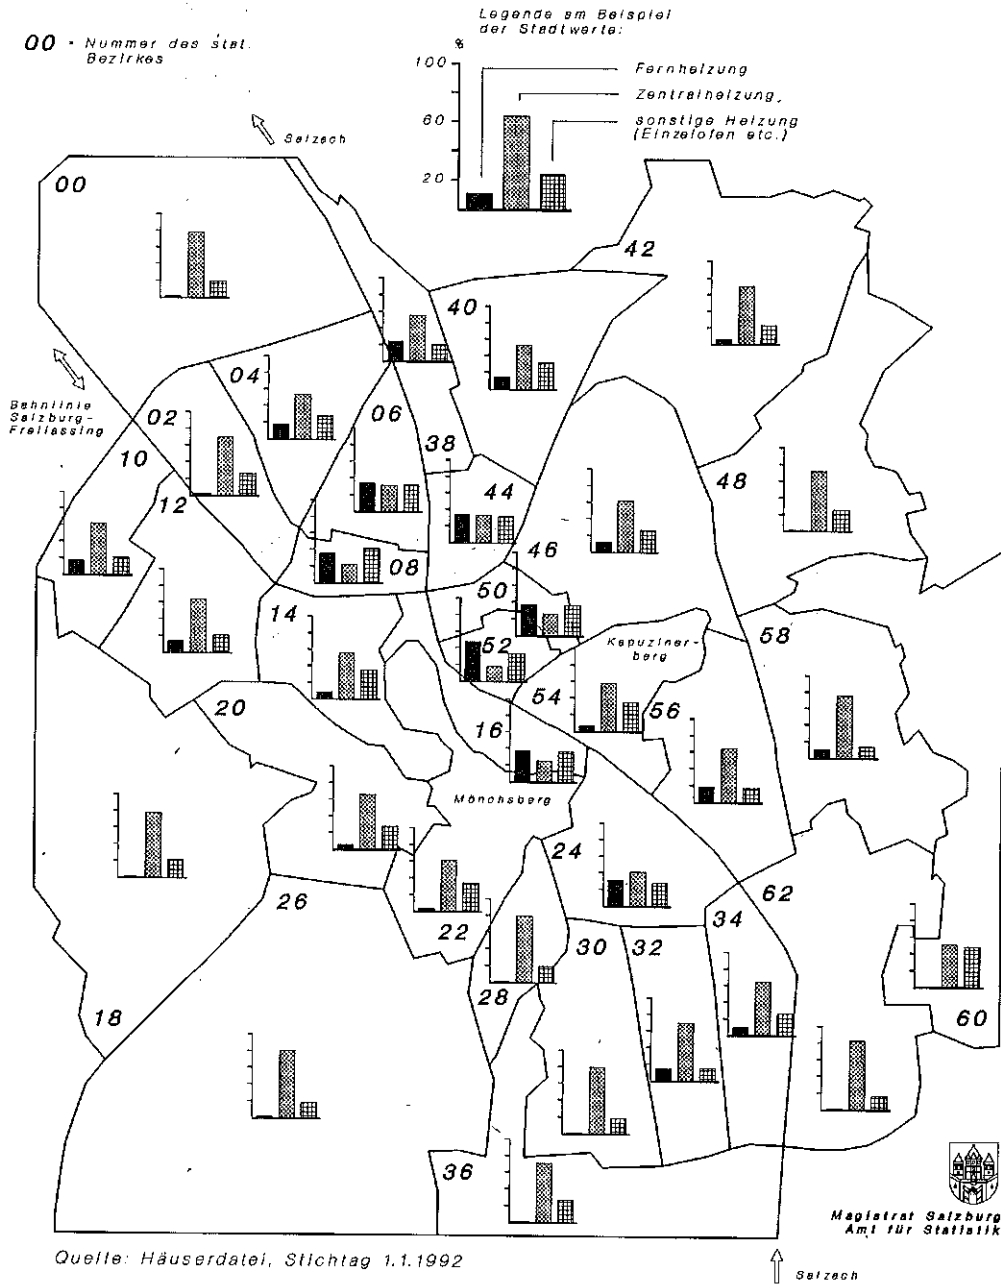 Legende am Beispiel
der Stadtwerte:
00 - Nummer des stat.
Bezirkes
%
100
60
20
Fernheizung
Zentralheizung,
sonstige Heizung
(Einzelofen etc.)
Salzach
00
42
40
Bahnlinie
Salzburg-
Freilassing
04
02
06
10
38
12
44
48
46
08
50
14
52
Kapuziner-
berg
58
54
20
16
56
Mönchsberg
24
26
62
34
22
30
32
28
18
60
36
Magistrat Salzburg
Amt für Statistik
Quelle: Häuserdatei, Stichtag 1.1.1992
Salzach